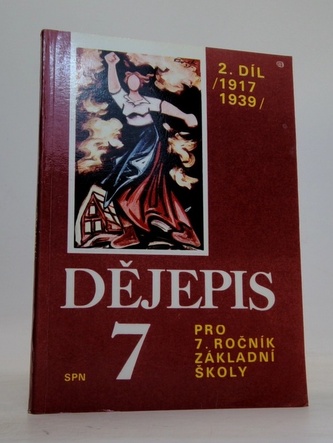 2. DÍL
/1917
1939/
DĚJEPIS
7
PRO
7. ROČNÍK
ZÁKLADNÍ
ŠKOLY
SPN